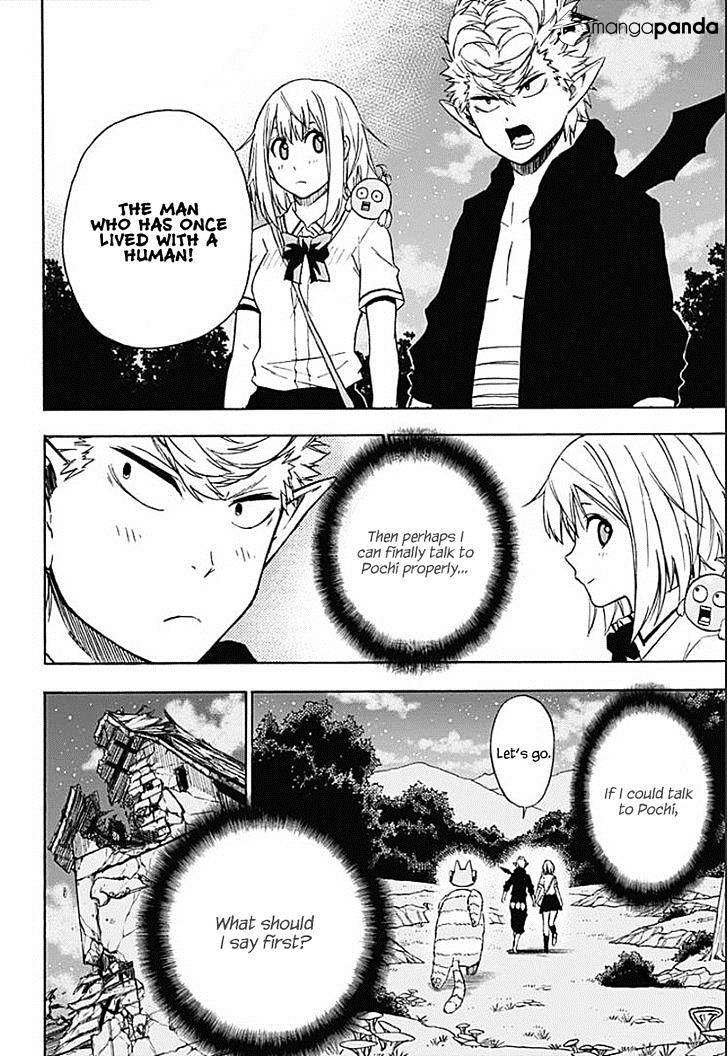 mangapanda
THE MAN
WHO HAS ONCE
LIVED WITH A
HUMAN!
Then perhaps I
can finally talk to
Pochi properly...
If I could talk
to Pochi,
Let's go.
What should
I say first?